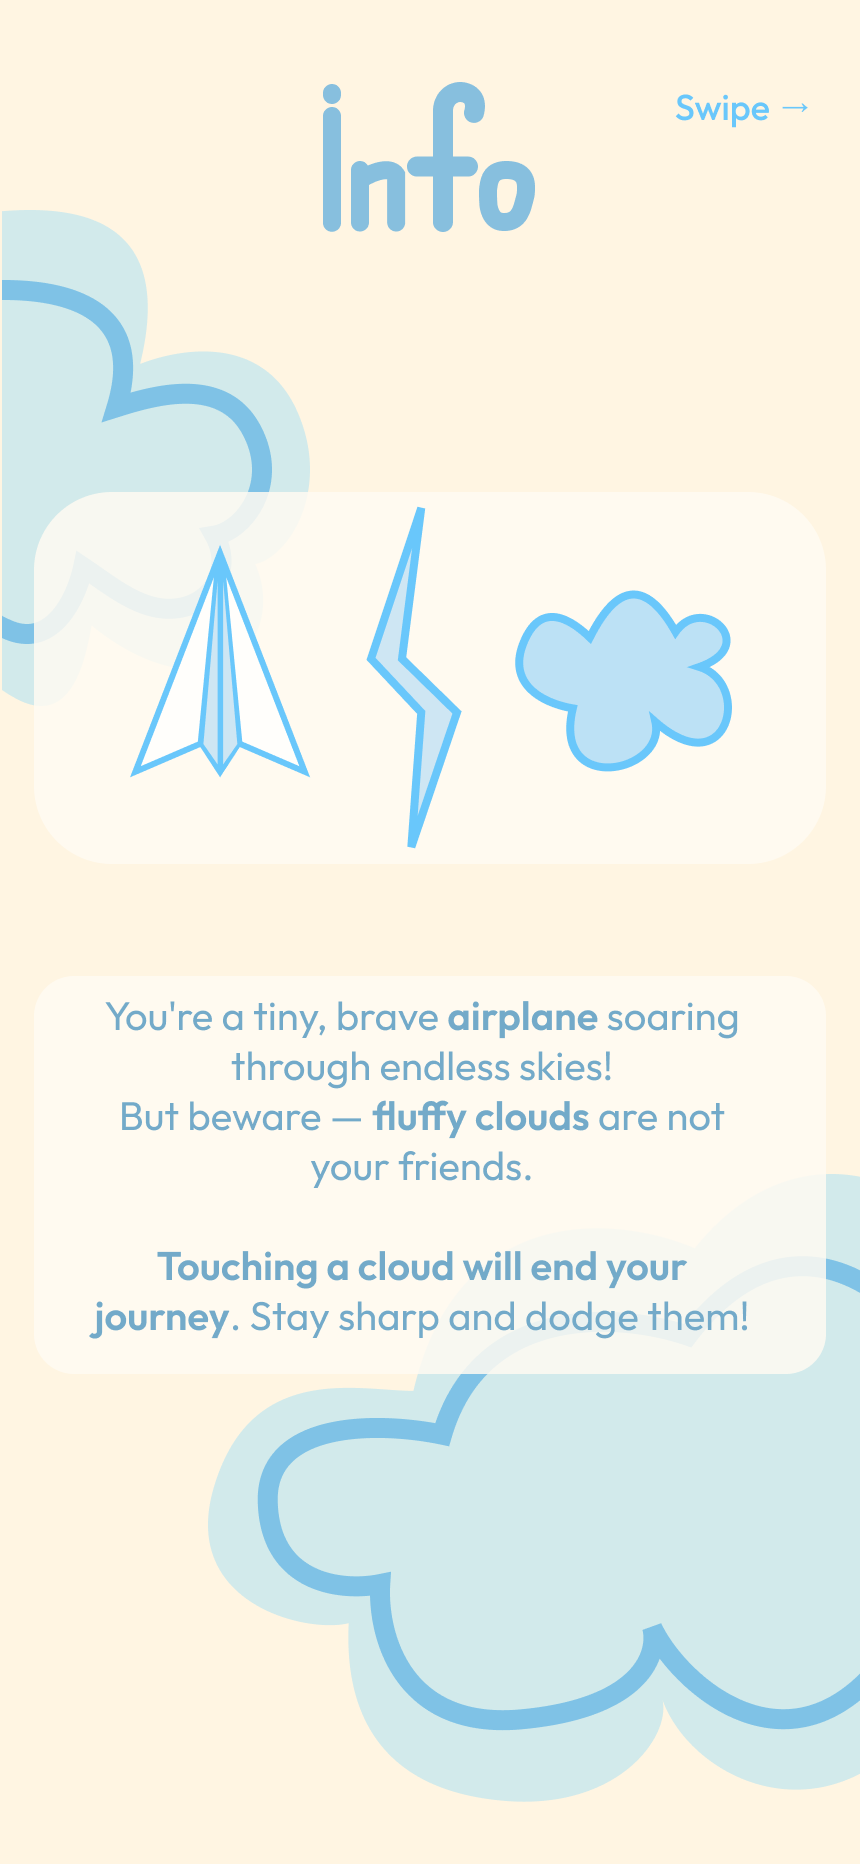 info
Swipe →
You're a tiny, brave airplane soaring
through endless skies!
But beware — fluffy clouds are not
your friends.
Touching a cloud will end your
journey. Stay sharp and dodge them!